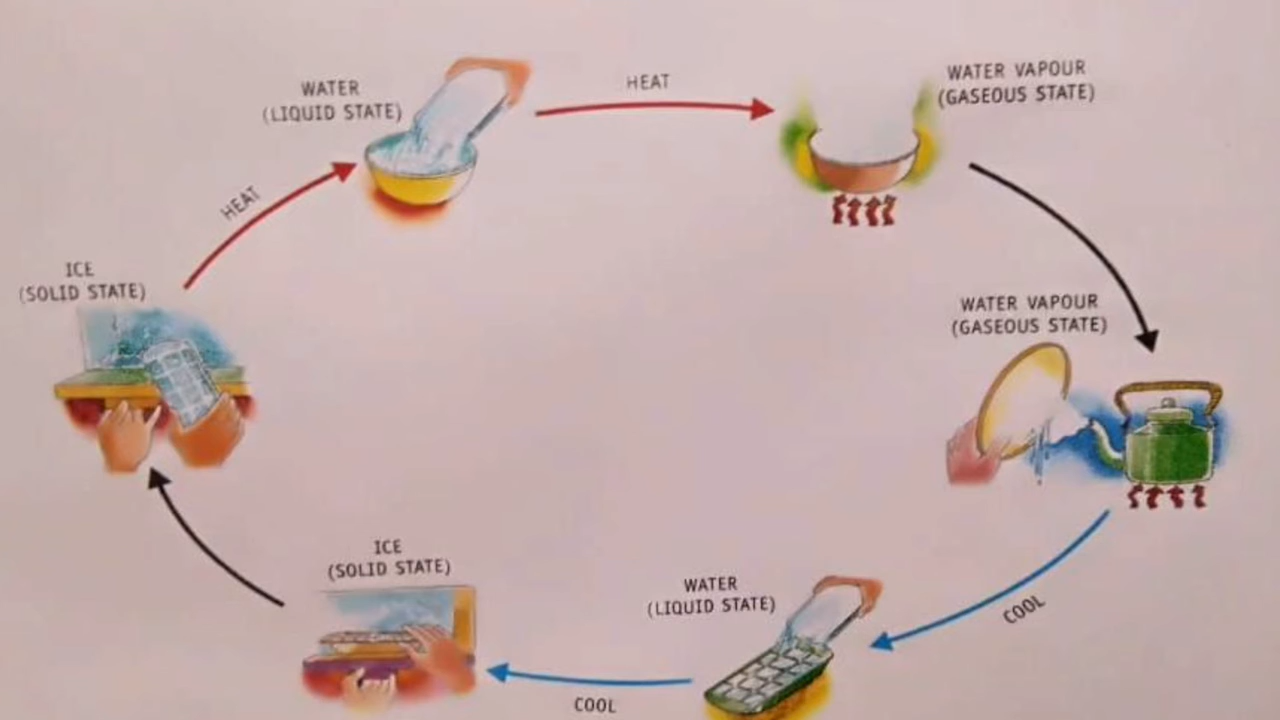 WATER
(LIQUID STATE)
HEAT
WATER VAPOUR
(GASEOUS STATE)
HEAT
ICE
(SOLID STATE)
WATER VAPOUR
(GASEOUS STATE)
ICE
(SOLID STATE)
WATER
(LIQUID STATE)
COOL
COOL